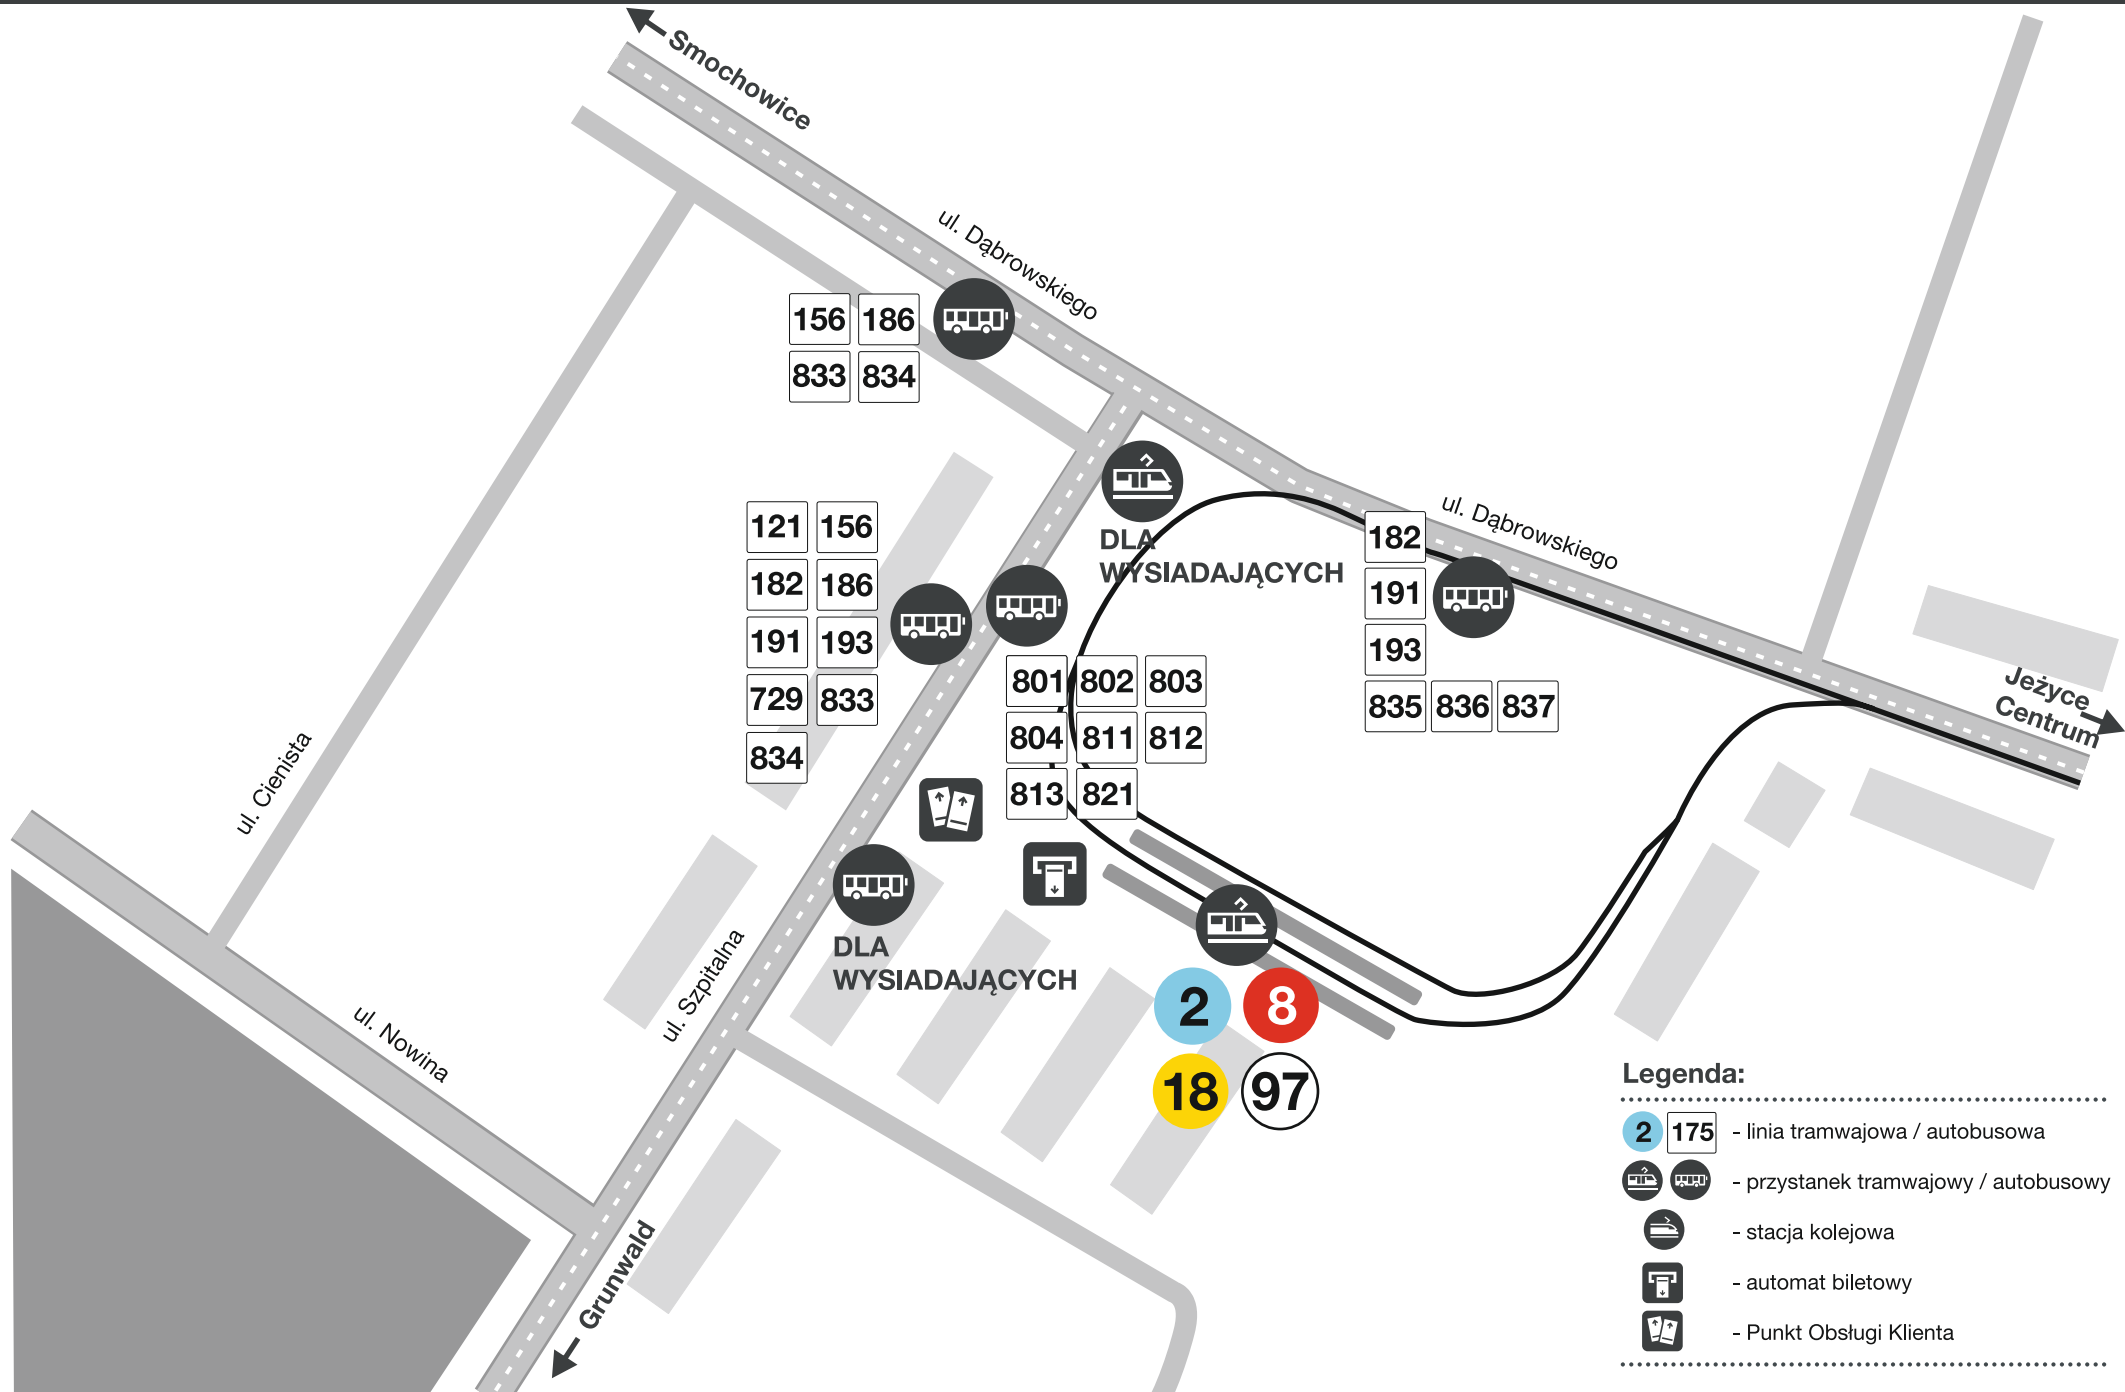 Smochowice
ul. Dąbrowskiego
156 186
833 834
DLA
WYSIADAJĄCYCH
ul. Dąbrowskiego
121 156
182 186
191 193
729 833
834
182
191
193
835 836 837
801 802 803
804 811 812
813 821
Jeżyce
Centrum
ul. Cienista
DLA
WYSIADAJĄCYCH
ul. Szpitalna
ul. Nowina
2 8
18 97
Grunwald
Legenda:
2 175 - linia tramwajowa / autobusowa
- przystanek tramwajowy / autobusowy
- stacja kolejowa
- automat biletowy
- Punkt Obsługi Klienta